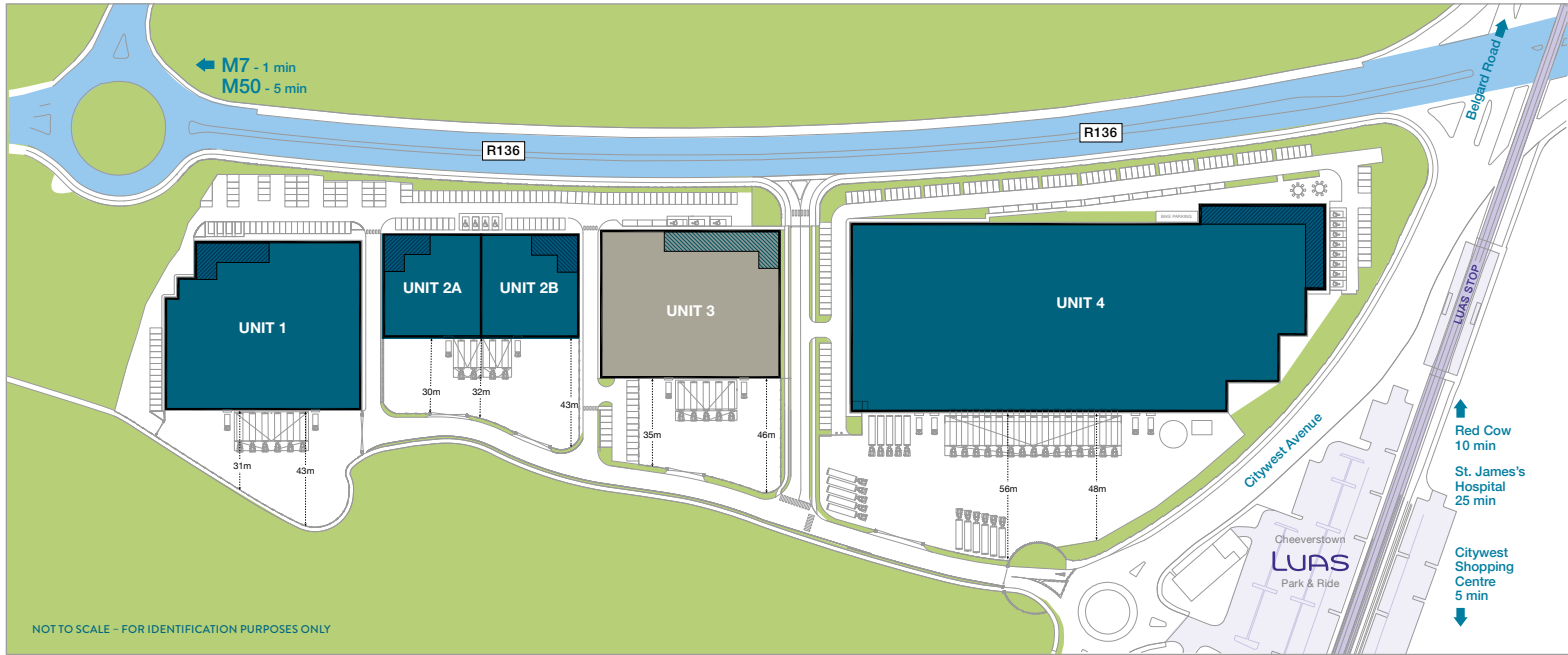 M7 - 1 min
M50 - 5 min
R136
R136
Belgard Road
BIKE PARKING
UNIT 1
UNIT 2A
UNIT 2B
UNIT 3
UNIT 4
LUAS STOP
30m
32m
43m
35m
46m
31m
43m
56m
48m
Citywest Avenue
Red Cow
10 min
St. James's
Hospital
25 min
Cheeverstown
LUAS
Park & Ride
Citywest
Shopping
Centre
5 min
NOT TO SCALE – FOR IDENTIFICATION PURPOSES ONLY